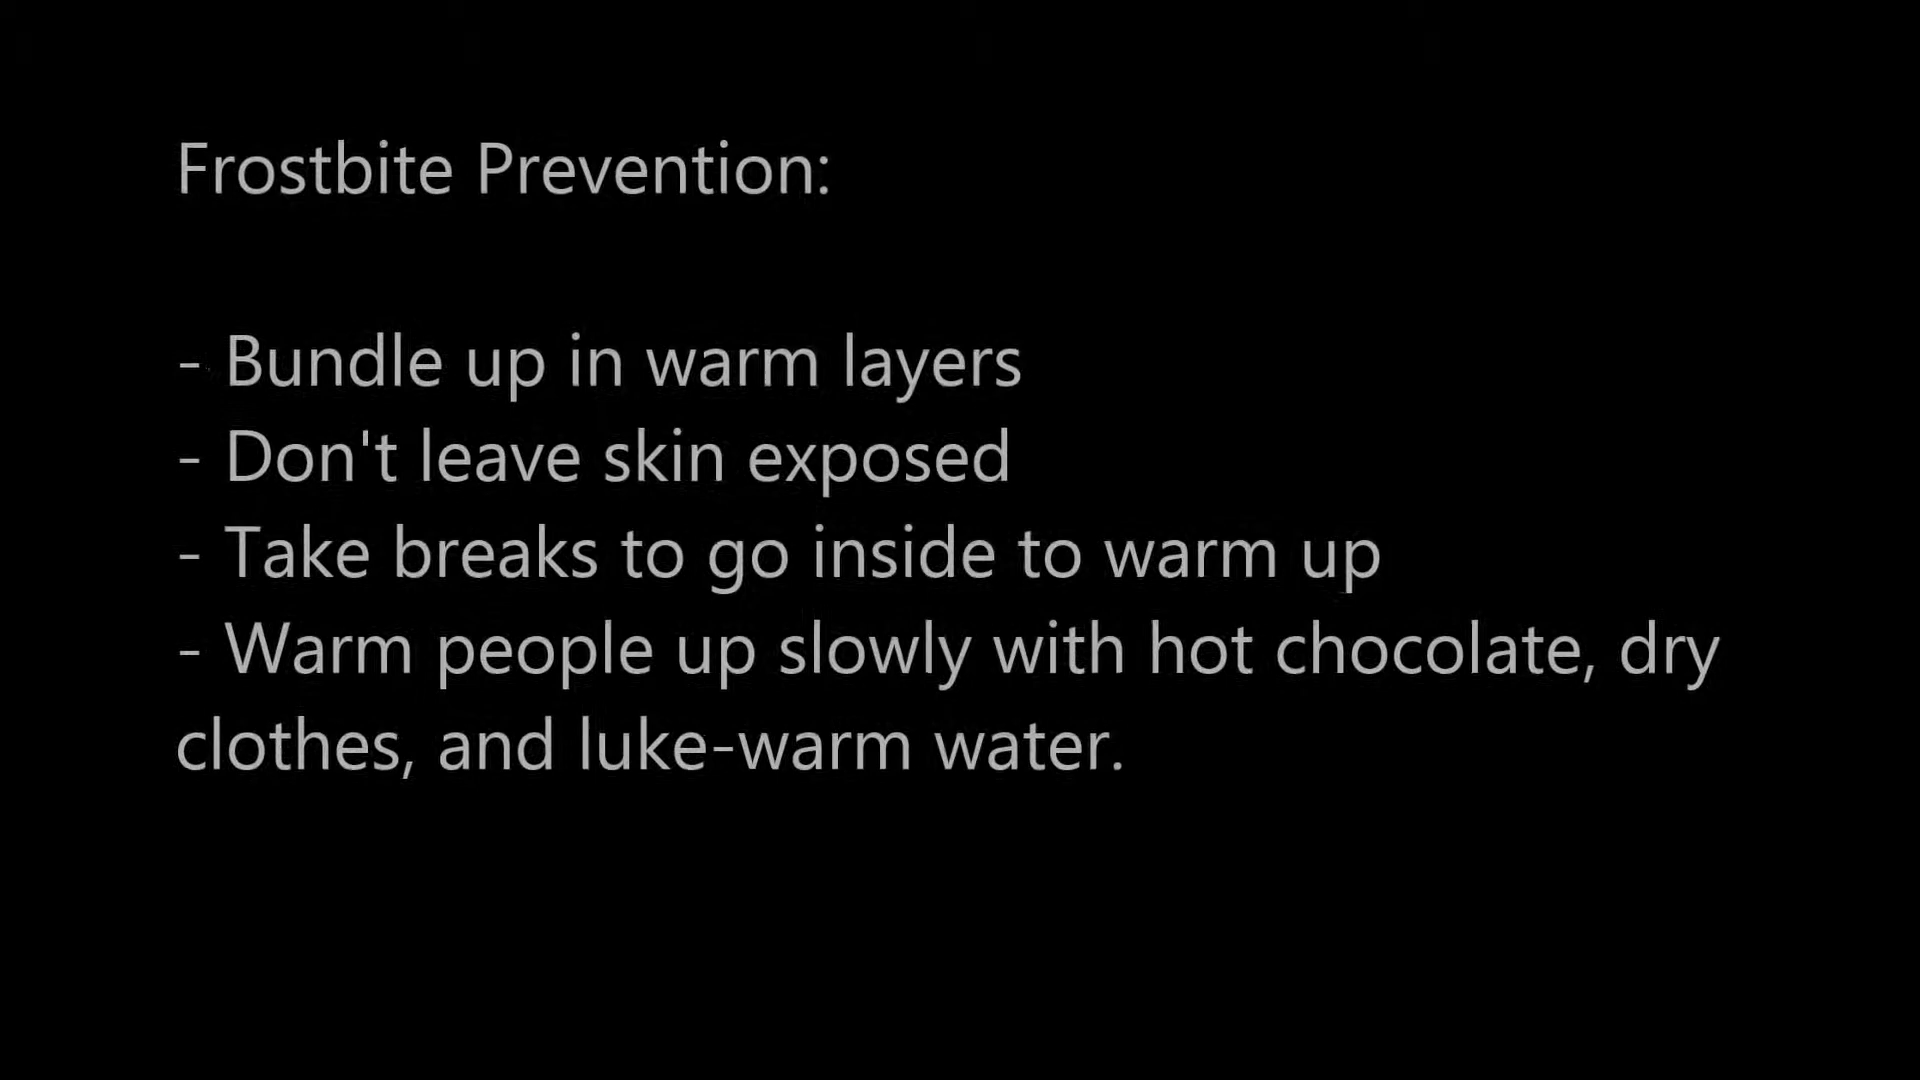 Frostbite Prevention:
- Bundle up in warm layers
- Don't leave skin exposed
- Take breaks to go inside to warm up
- Warm people up slowly with hot chocolate, dry
clothes, and luke-warm water.